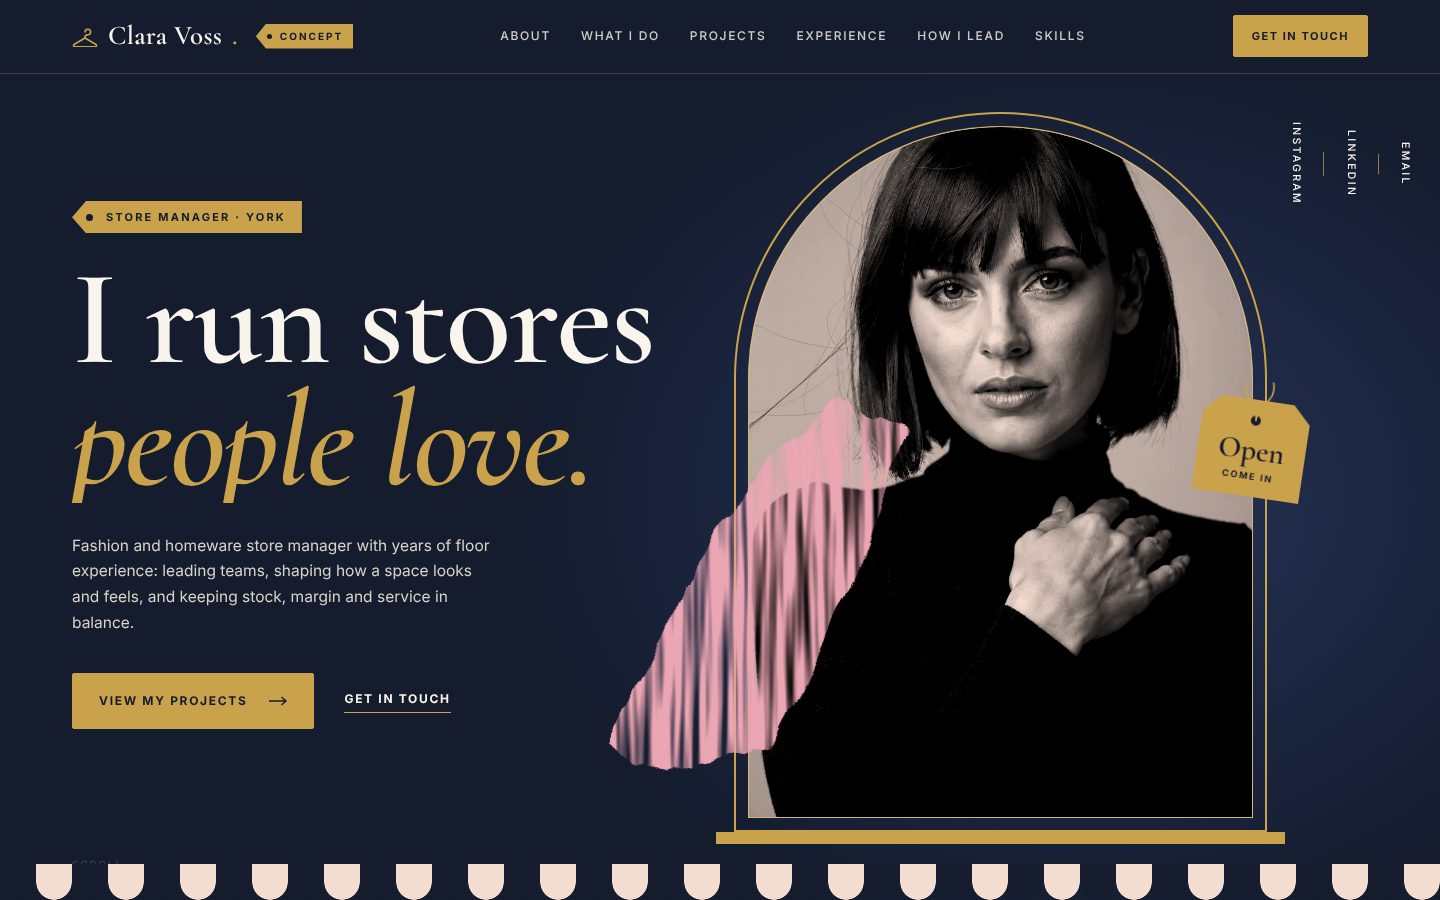 Clara Voss .
CONCEPT
ABOUT
WHAT I DO
PROJECTS
EXPERIENCE
HOW I LEAD
SKILLS
GET IN TOUCH
INSTAGRAM
LINKEDIN
EMAIL
STORE MANAGER · YORK
I run stores
people love.
Fashion and homeware store manager with years of floor
experience: leading teams, shaping how a space looks
and feels, and keeping stock, margin and service in
balance.
VIEW MY PROJECTS
GET IN TOUCH
Open
COME IN